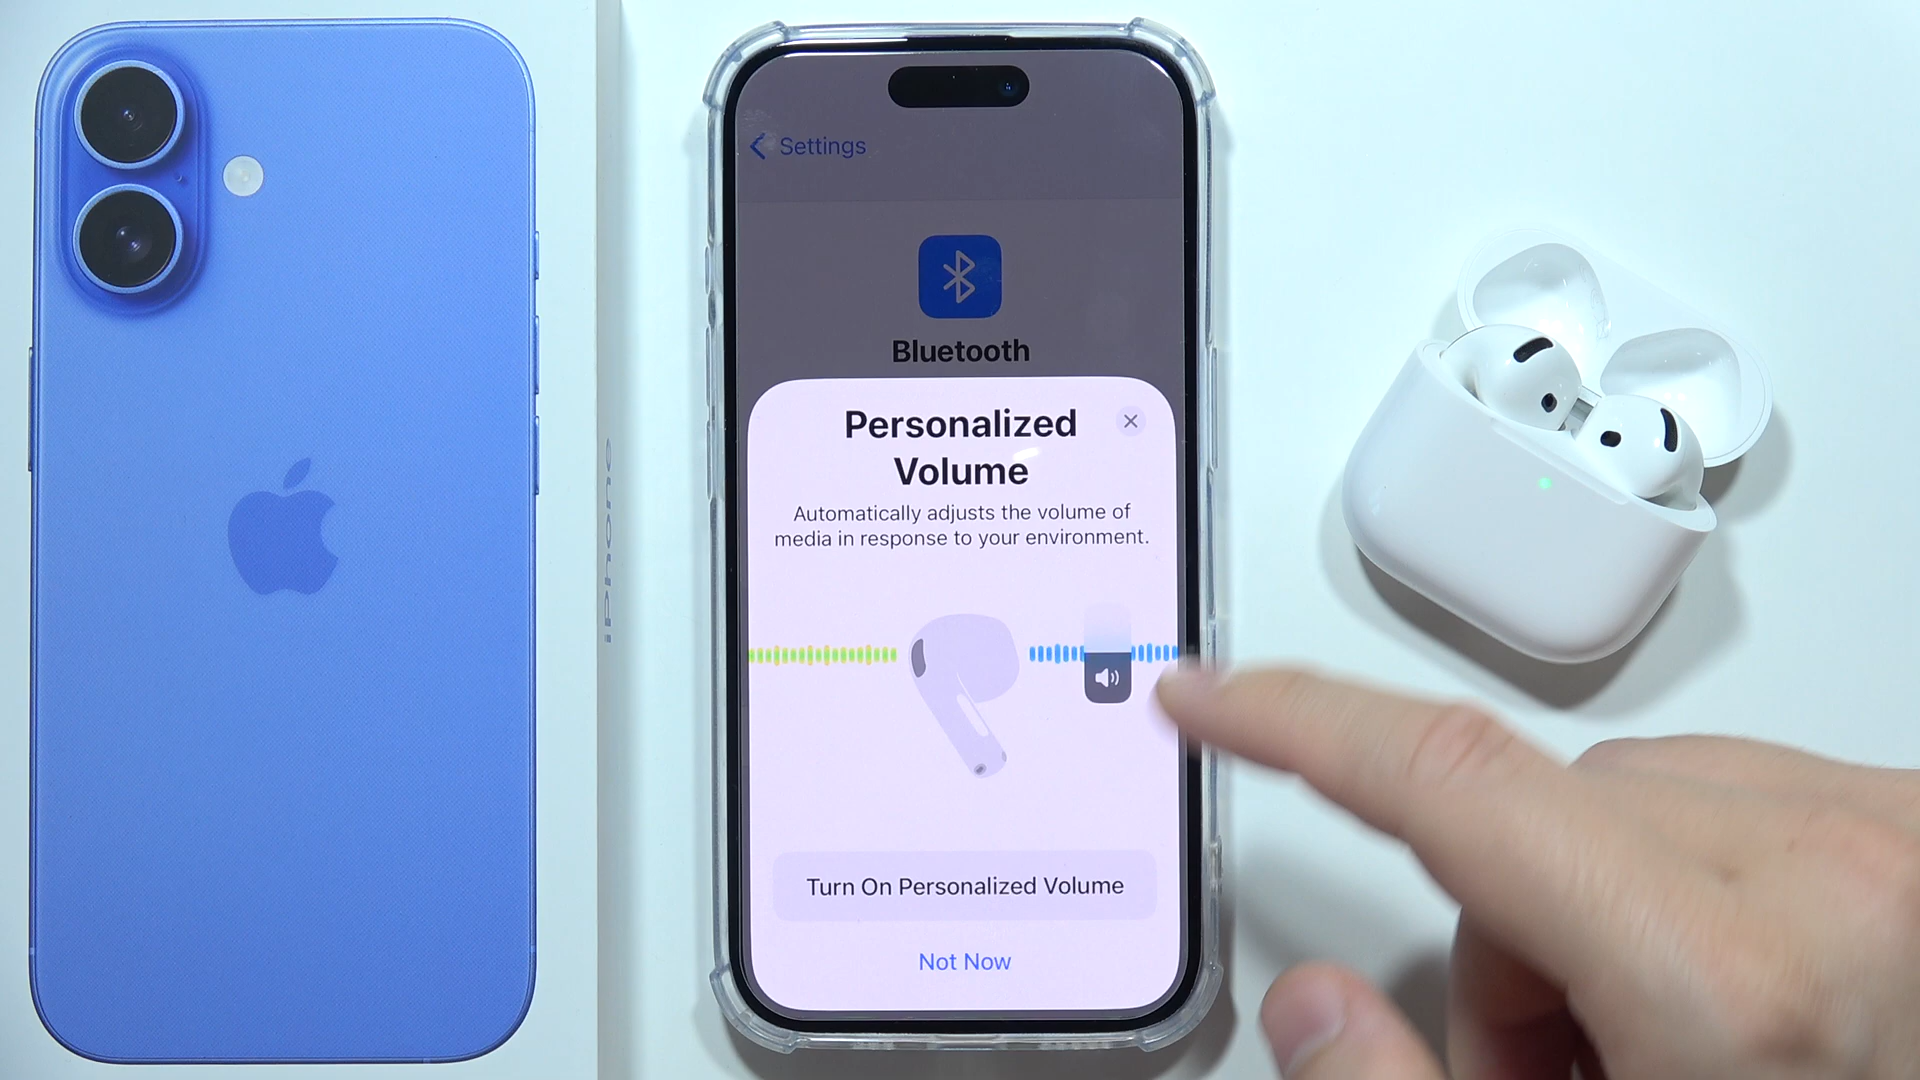 iPhone
Settings
Bluetooth
Personalized
Volume
Automatically adjusts the volume of
media in response to your environment.
Turn On Personalized Volume
Not Now